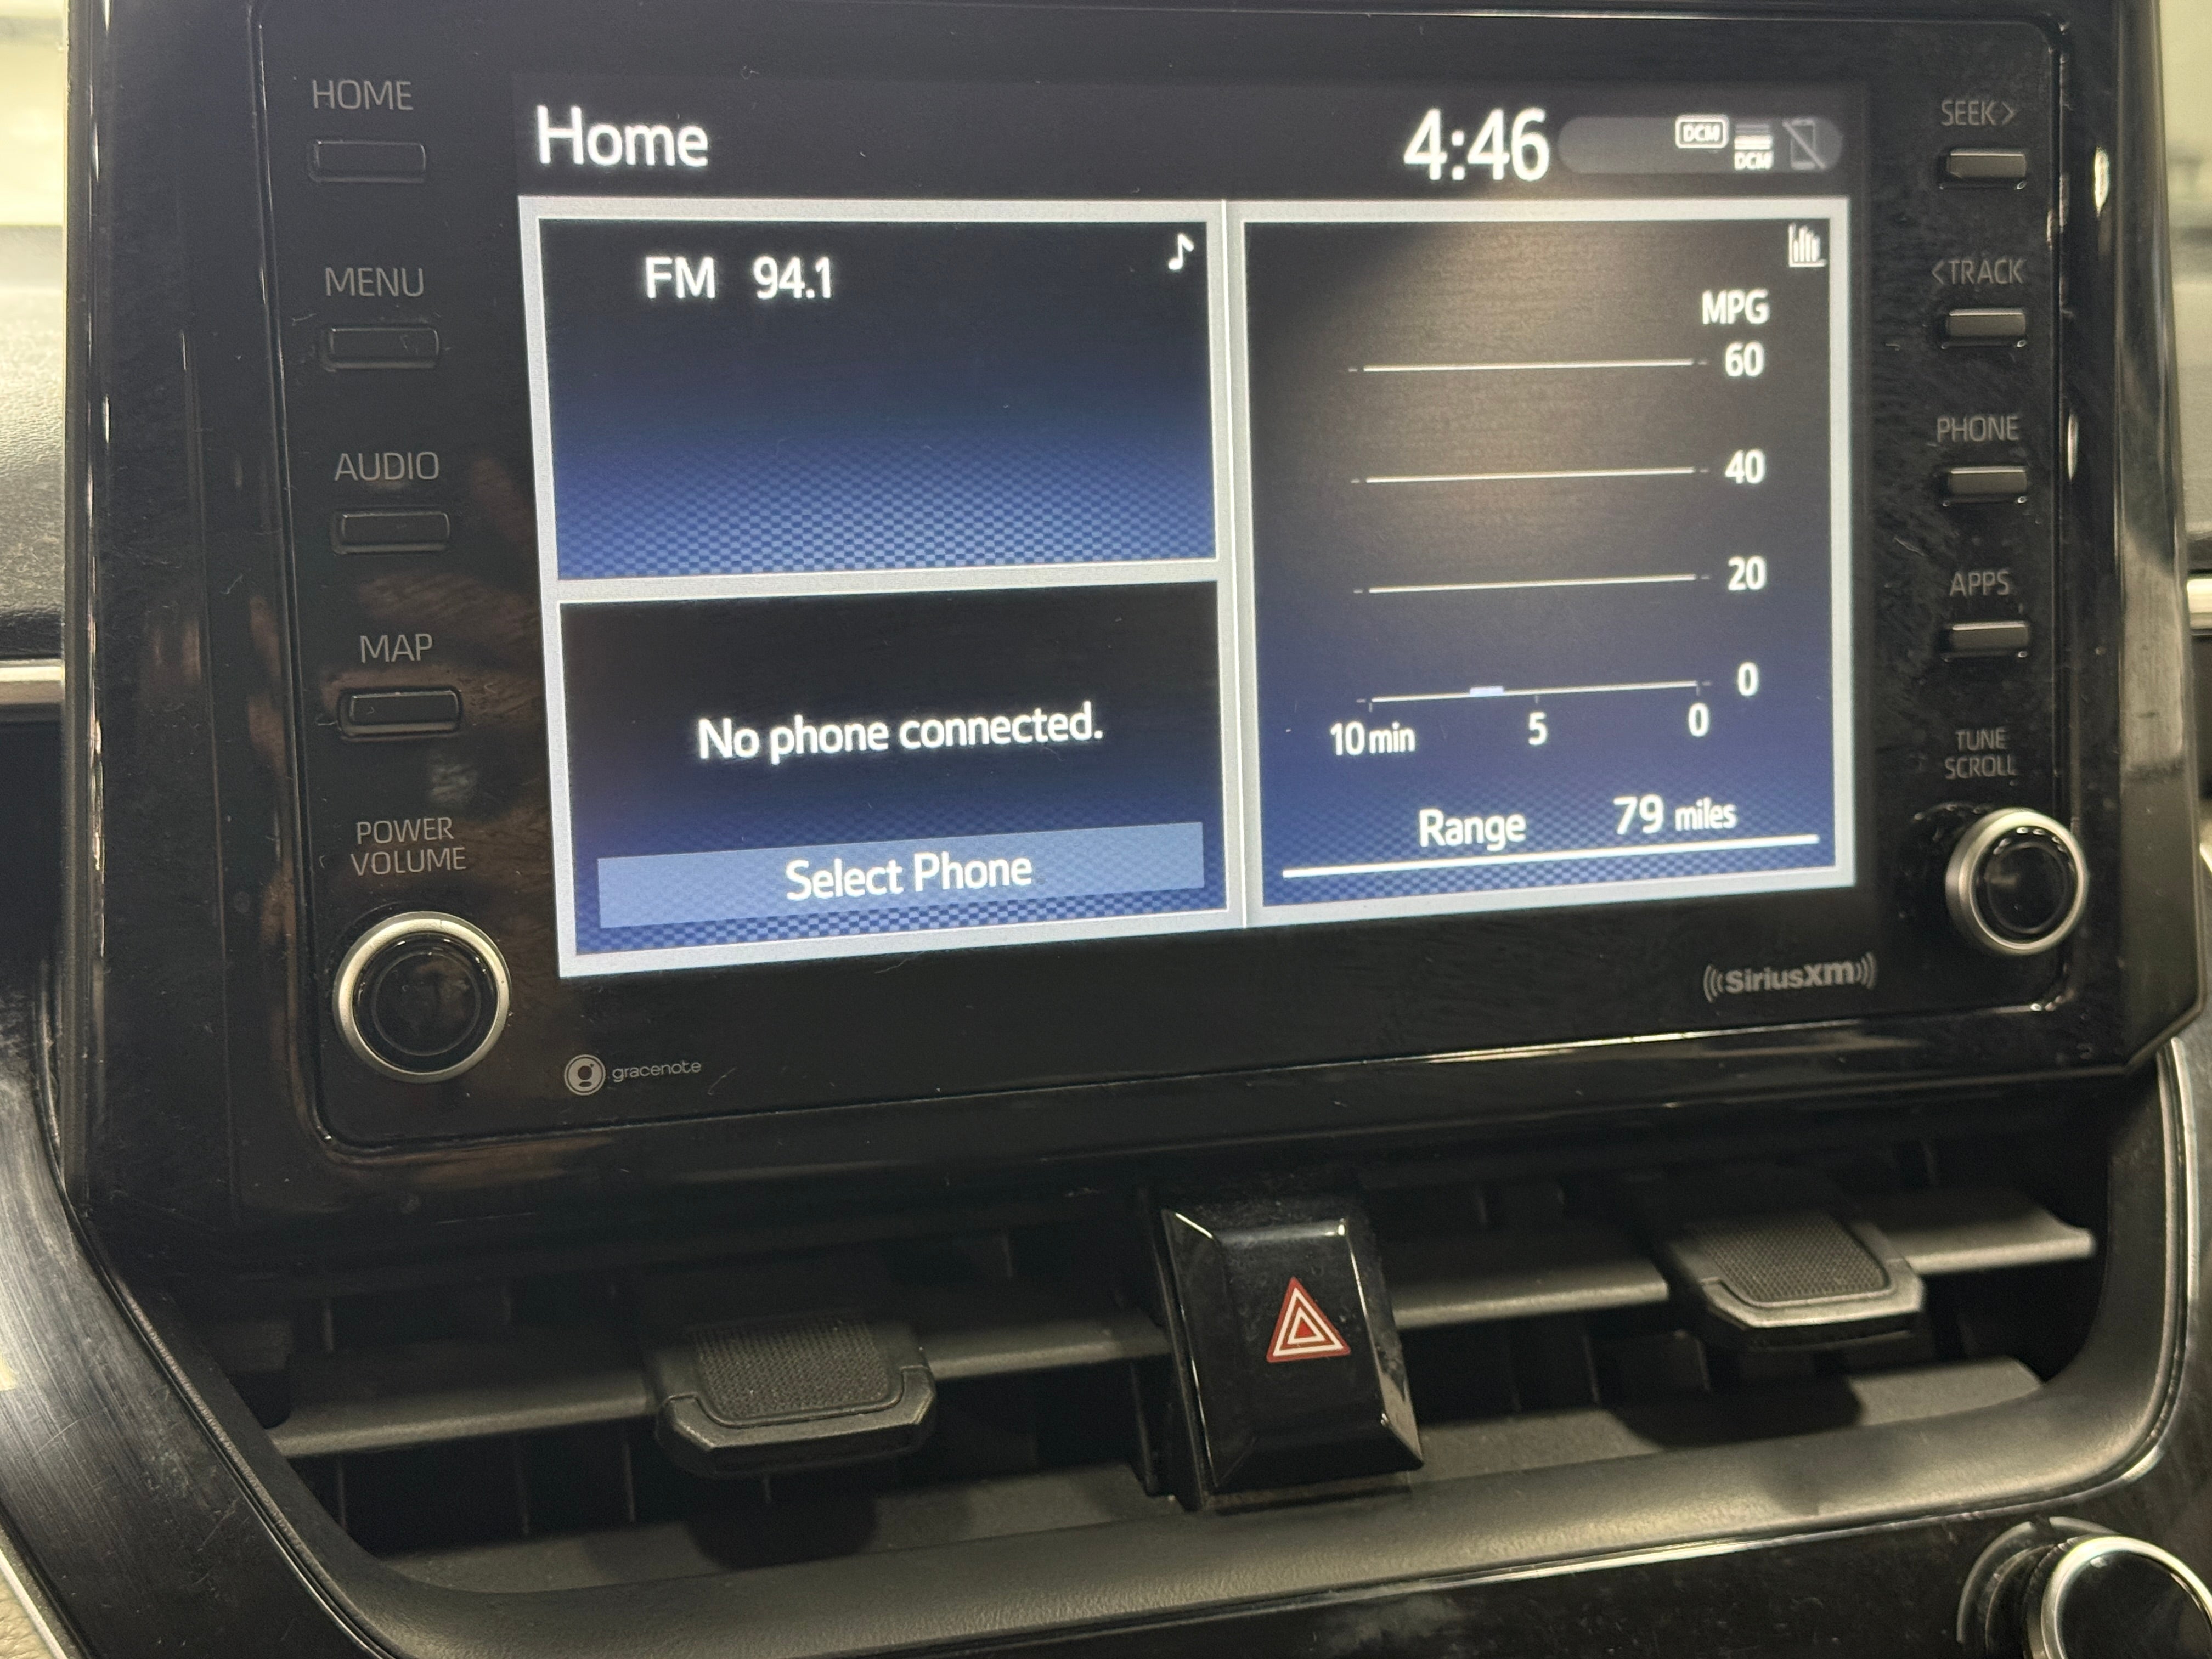 HOME
MENU
AUDIO
MAP
POWER
VOLUME
Home
4:46
DCM
DCM
FM 94.1
No phone connected.
Select Phone
MPG
60
40
20
0
10 min 5 0
Range 79 miles
SEEK >
< TRACK
PHONE
APPS
TUNE
SCROLL
gracenote
SiriusXM